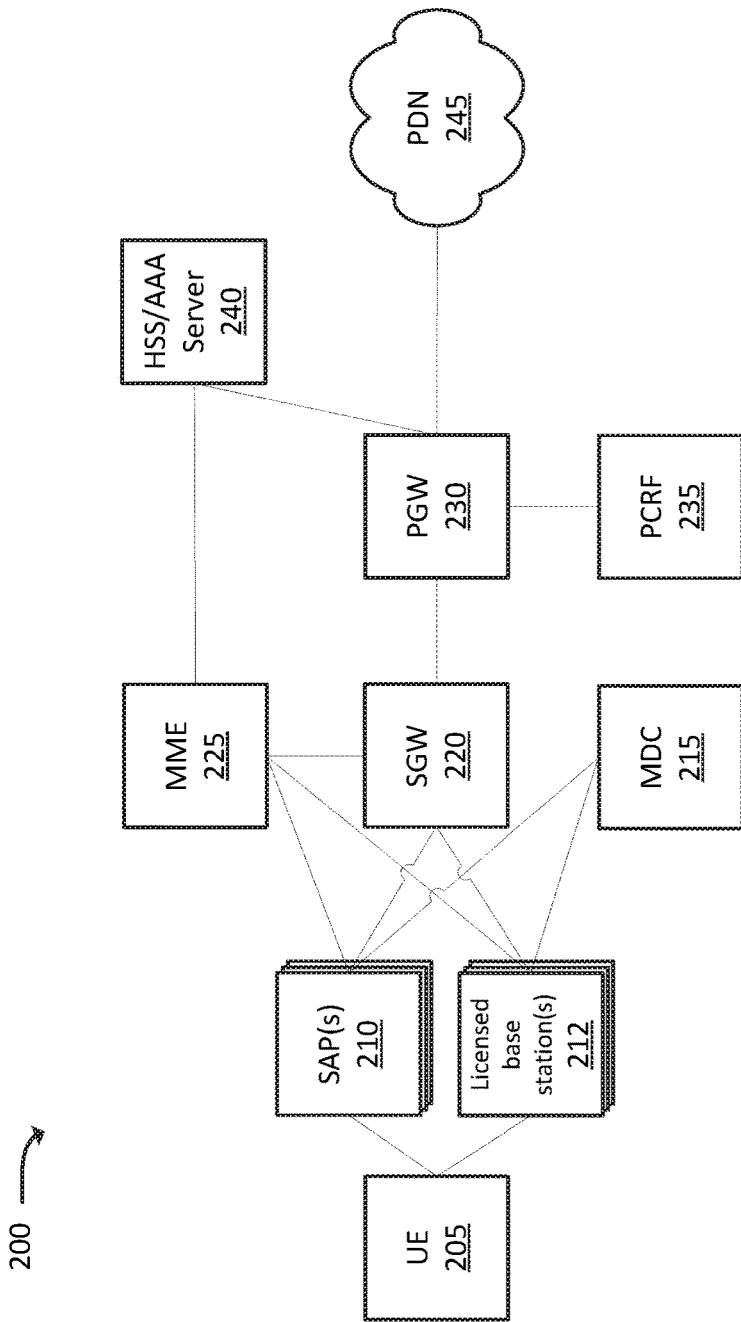 200
UE
205
SAP(s)
210
Licensed
base
station(s)
212
MME
225
SGW
220
MDC
215
PGW
230
PCRF
235
HSS/AAA
Server
240
PDN
245